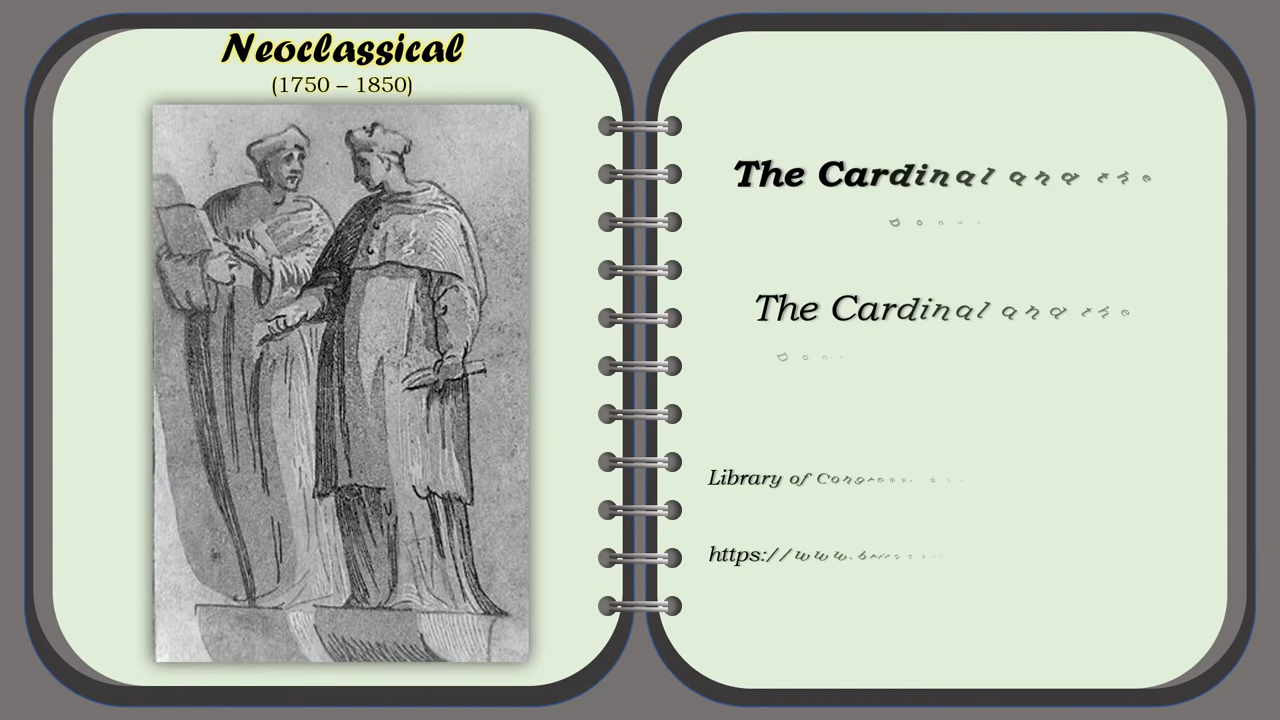 Neoclassical
(1750 – 1850)
The Cardinal and the
The Cardinal and the
Library of Congress,
https://www.